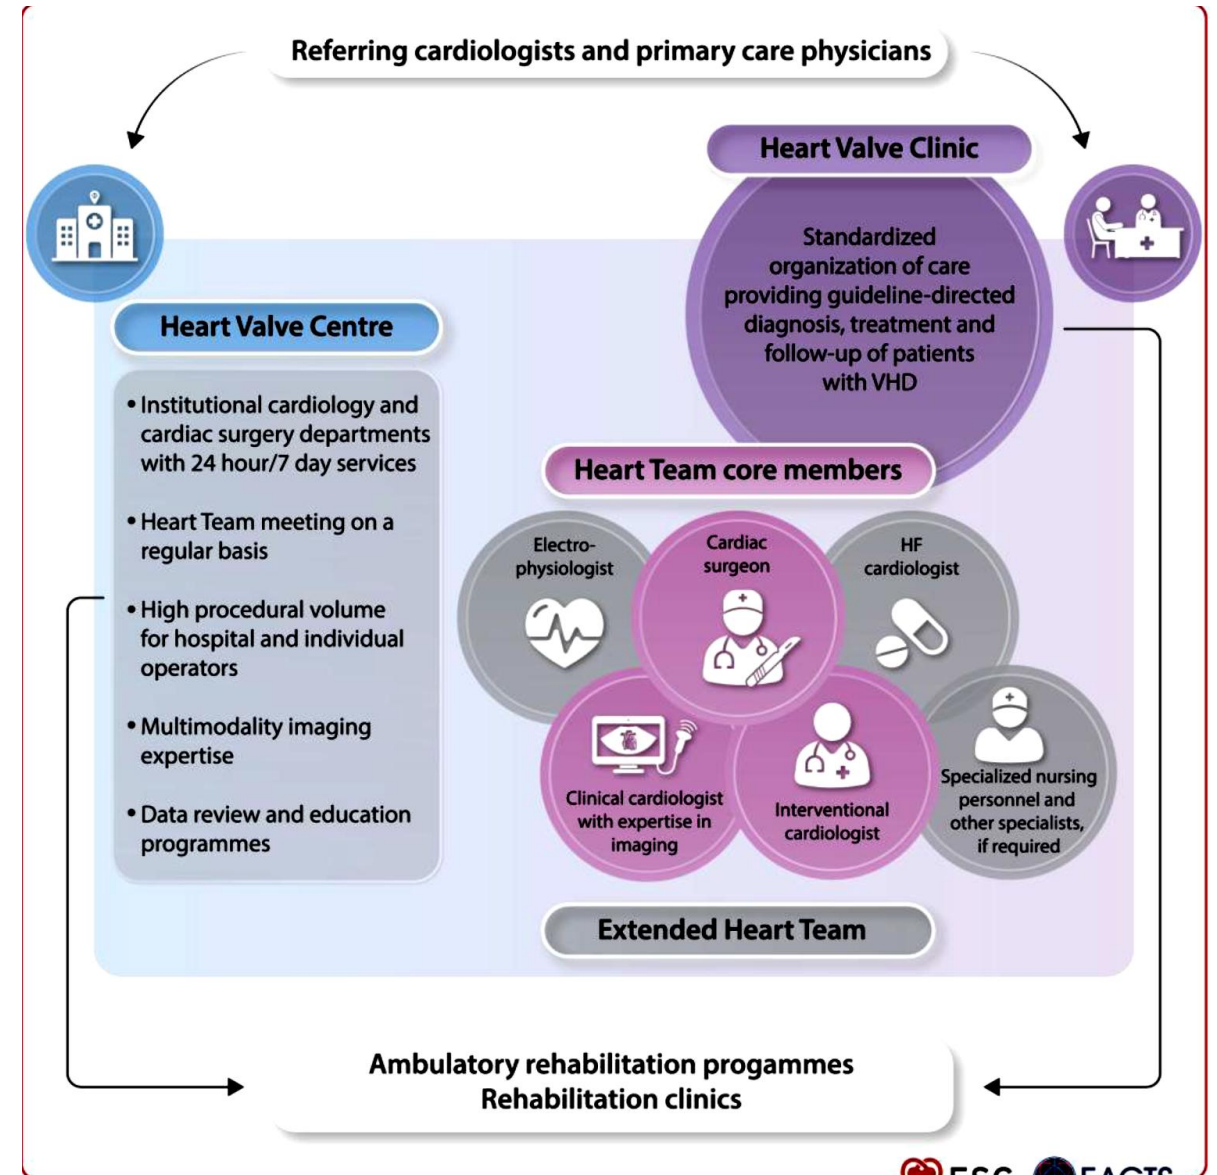 Referring cardiologists and primary care physicians
Heart Valve Clinic
Standardized
organization of care
providing guideline-directed
diagnosis, treatment and
follow-up of patients
with VHD
Heart Valve Centre
• Institutional cardiology and
cardiac surgery departments
with 24 hour/7 day services
• Heart Team meeting on a
regular basis
• High procedural volume
for hospital and individual
operators
• Multimodality imaging
expertise
• Data review and education
programmes
Heart Team core members
Electro-
physiologist
Cardiac
surgeon
HF
cardiologist
Clinical cardiologist
with expertise in
imaging
Interventional
cardiologist
Specialized nursing
personnel and
other specialists,
if required
Extended Heart Team
Ambulatory rehabilitation progammes
Rehabilitation clinics
ESC
EACTS